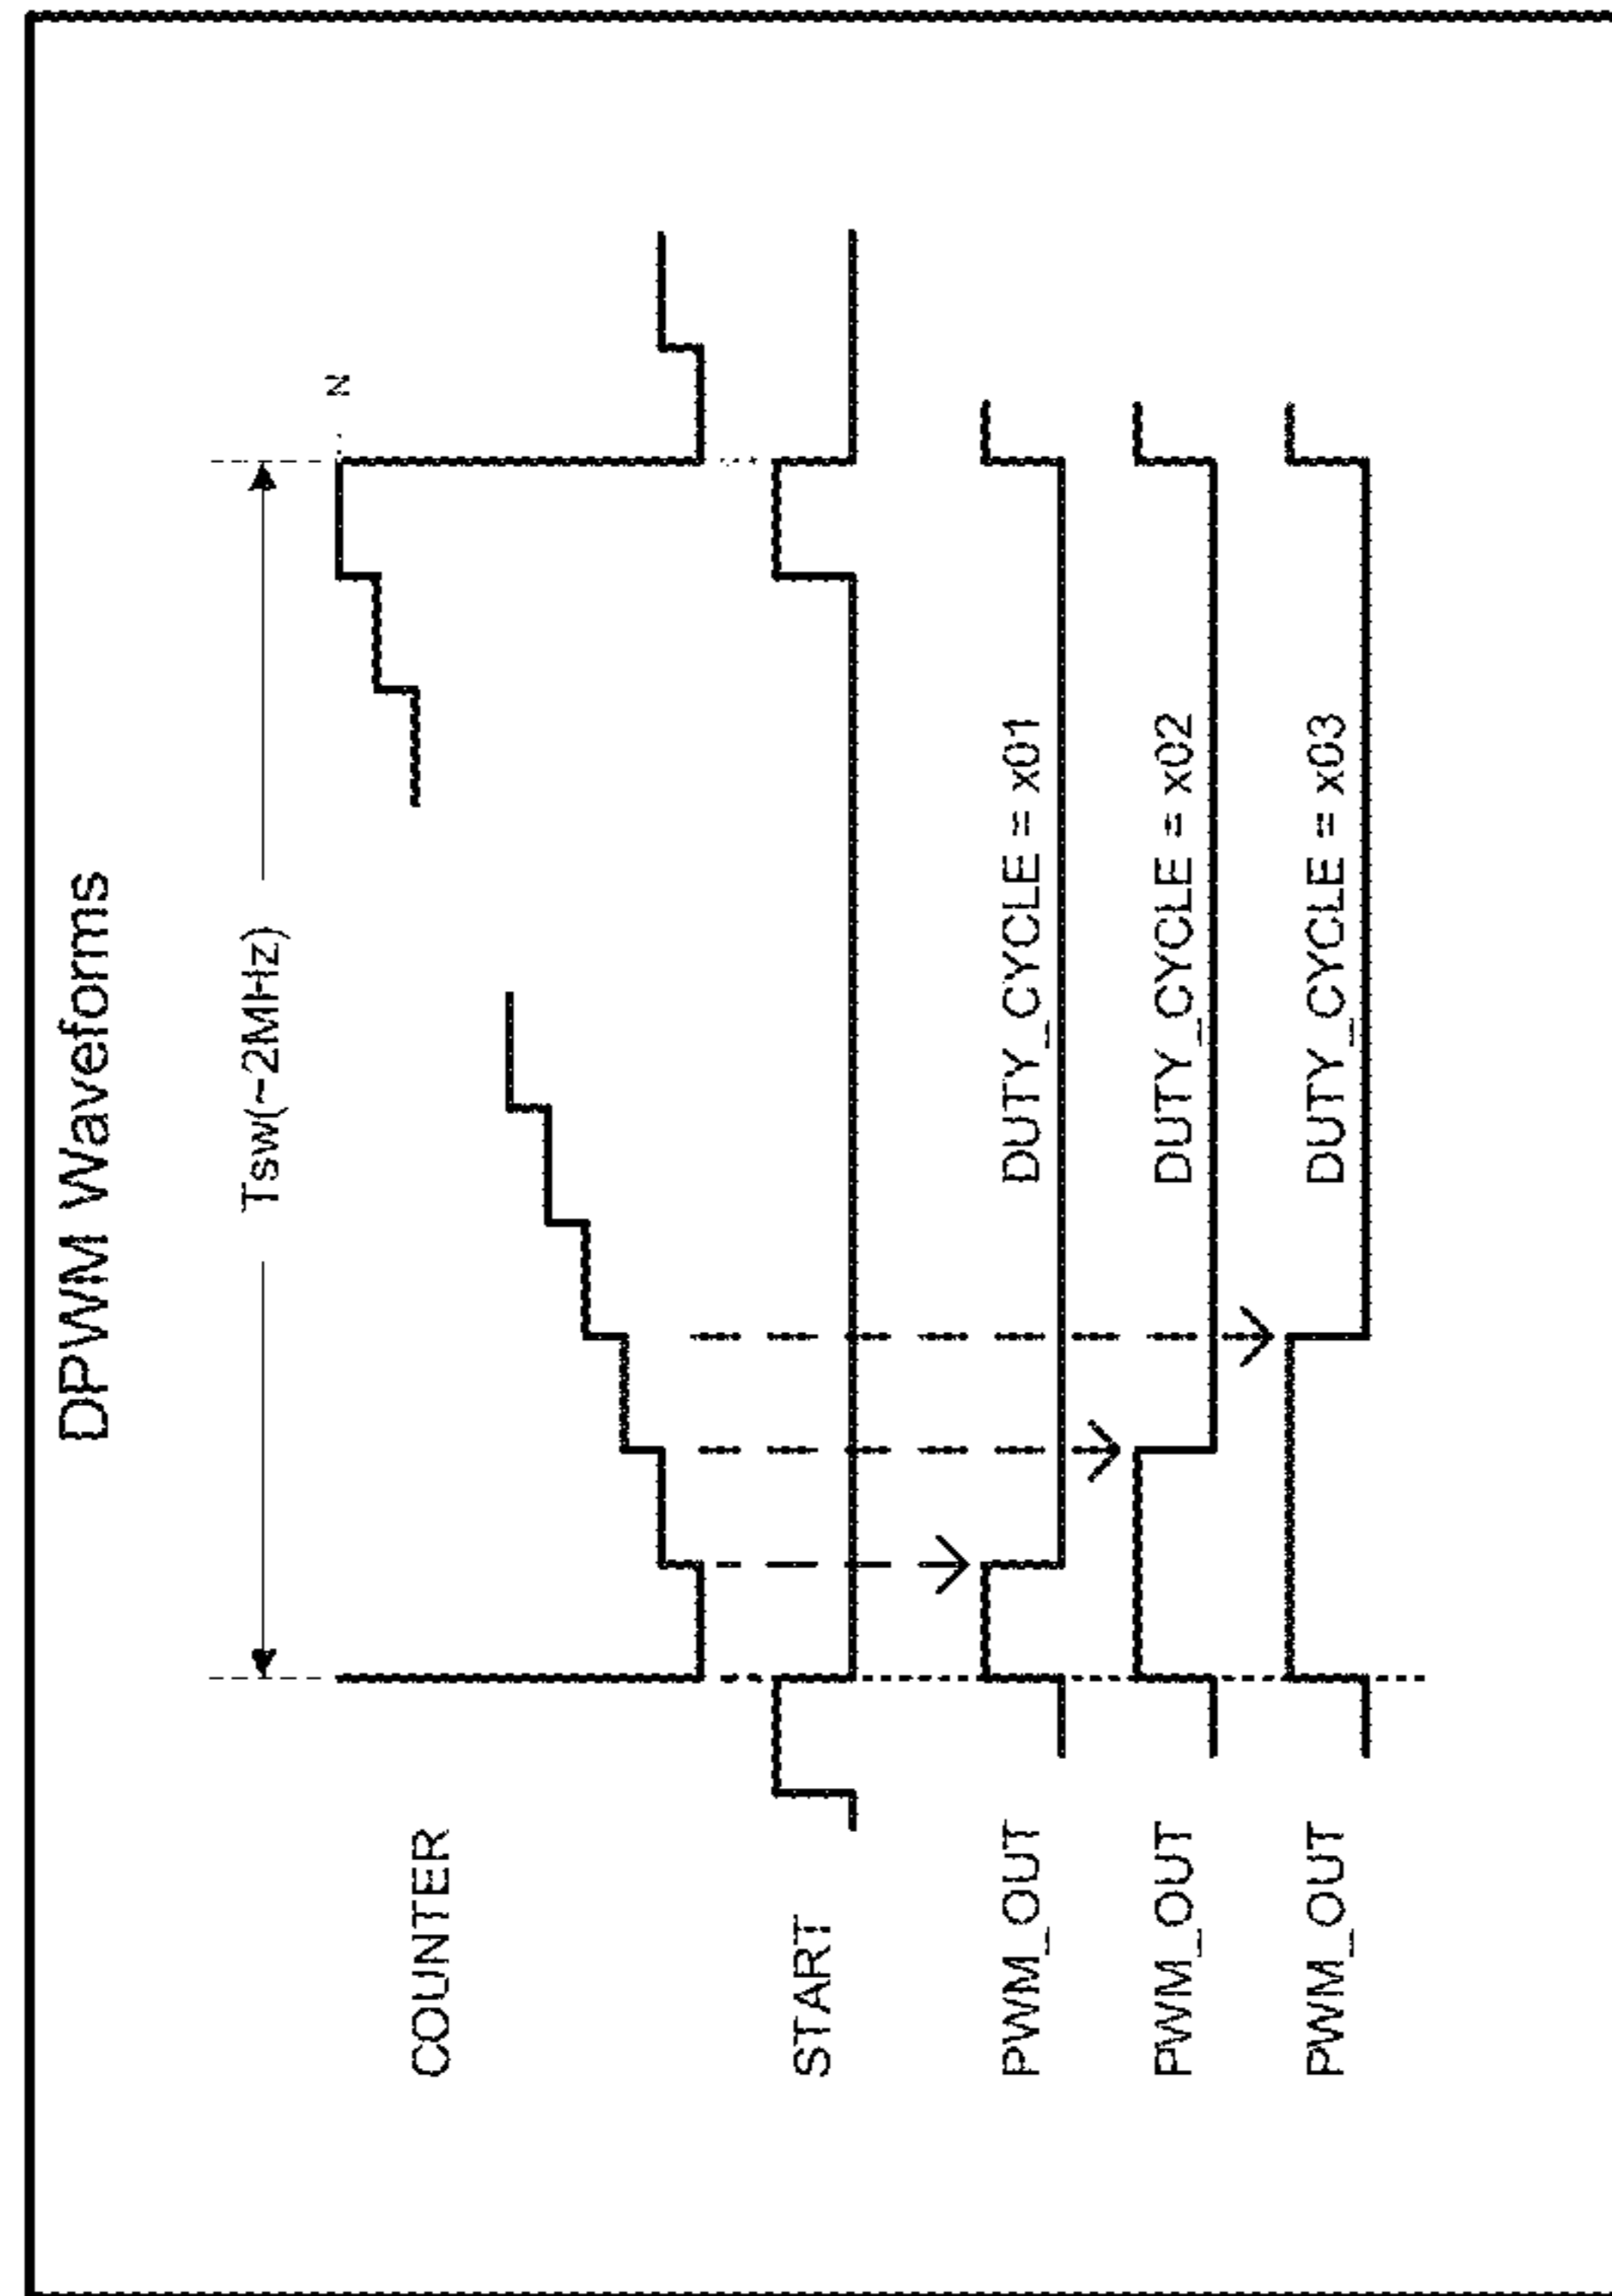 DPWM Waveforms
Tsw(~2MHz)
N
COUNTER
START
PWM_OUT
DUTY_CYCLE = x01
PWM_OUT
DUTY_CYCLE = x02
PWM_OUT
DUTY_CYCLE = x03